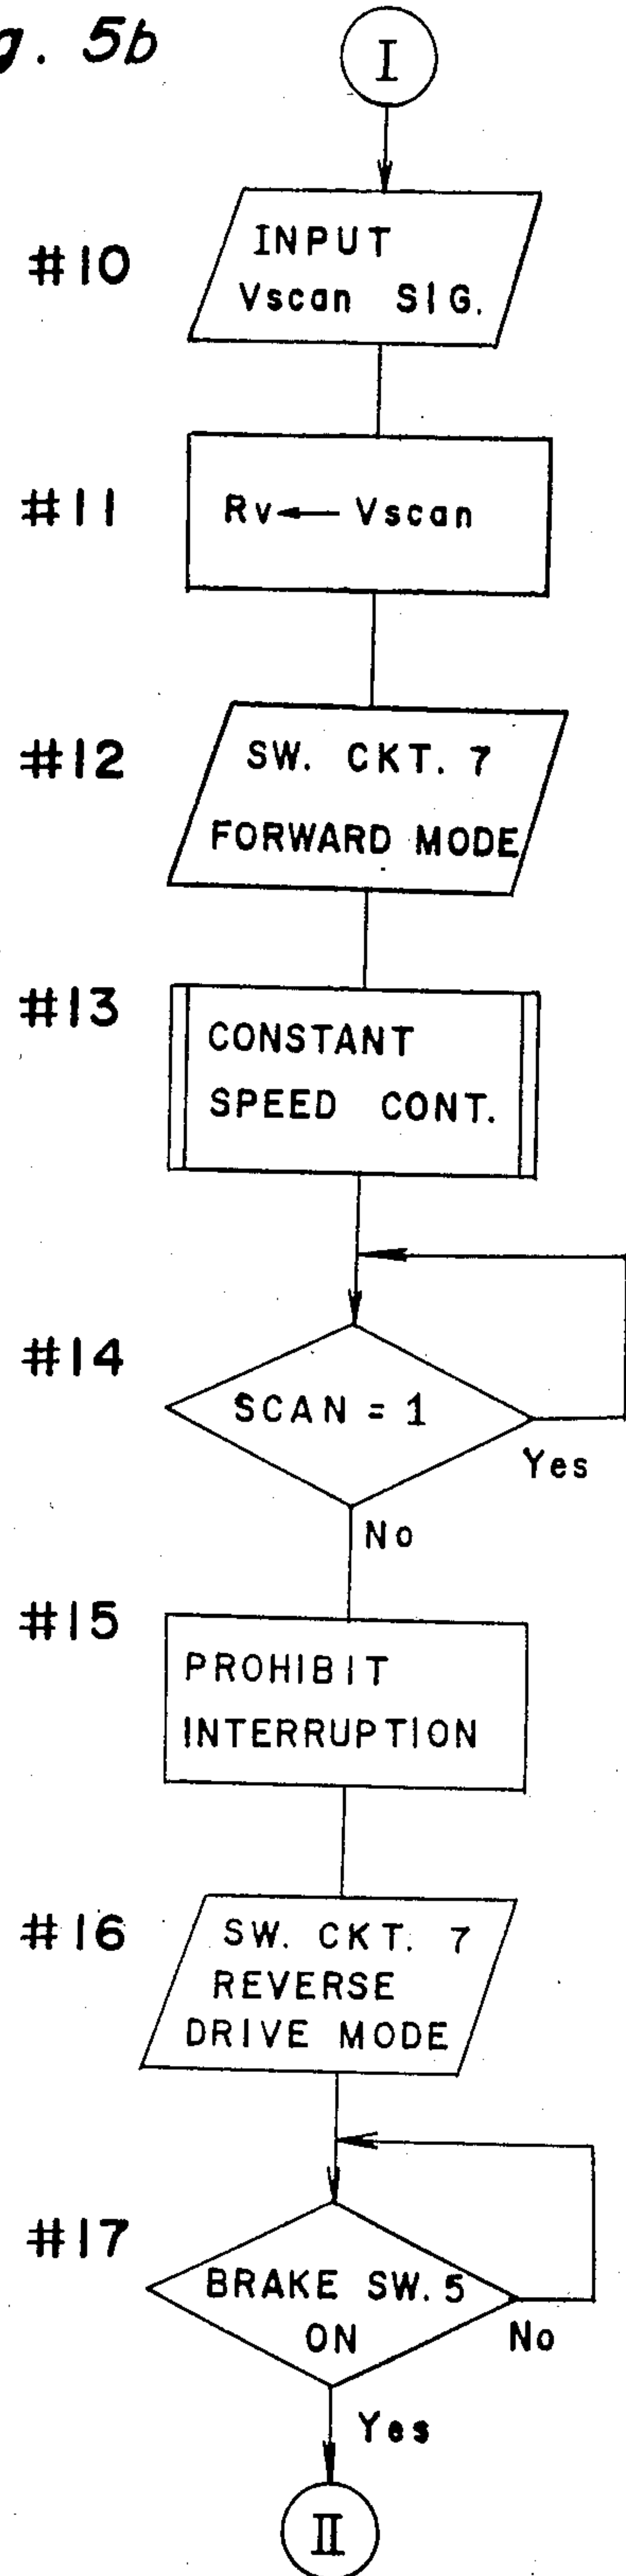 g. 5b
I
#10
INPUT
Vscan SIG.
#11
Rv ← Vscan
#12
SW. CKT. 7
FORWARD MODE
#13
CONSTANT
SPEED CONT.
#14
SCAN = 1
Yes
No
#15
PROHIBIT
INTERRUPTION
#16
SW. CKT. 7
REVERSE
DRIVE MODE
#17
BRAKE SW. 5
ON
No
Yes
II